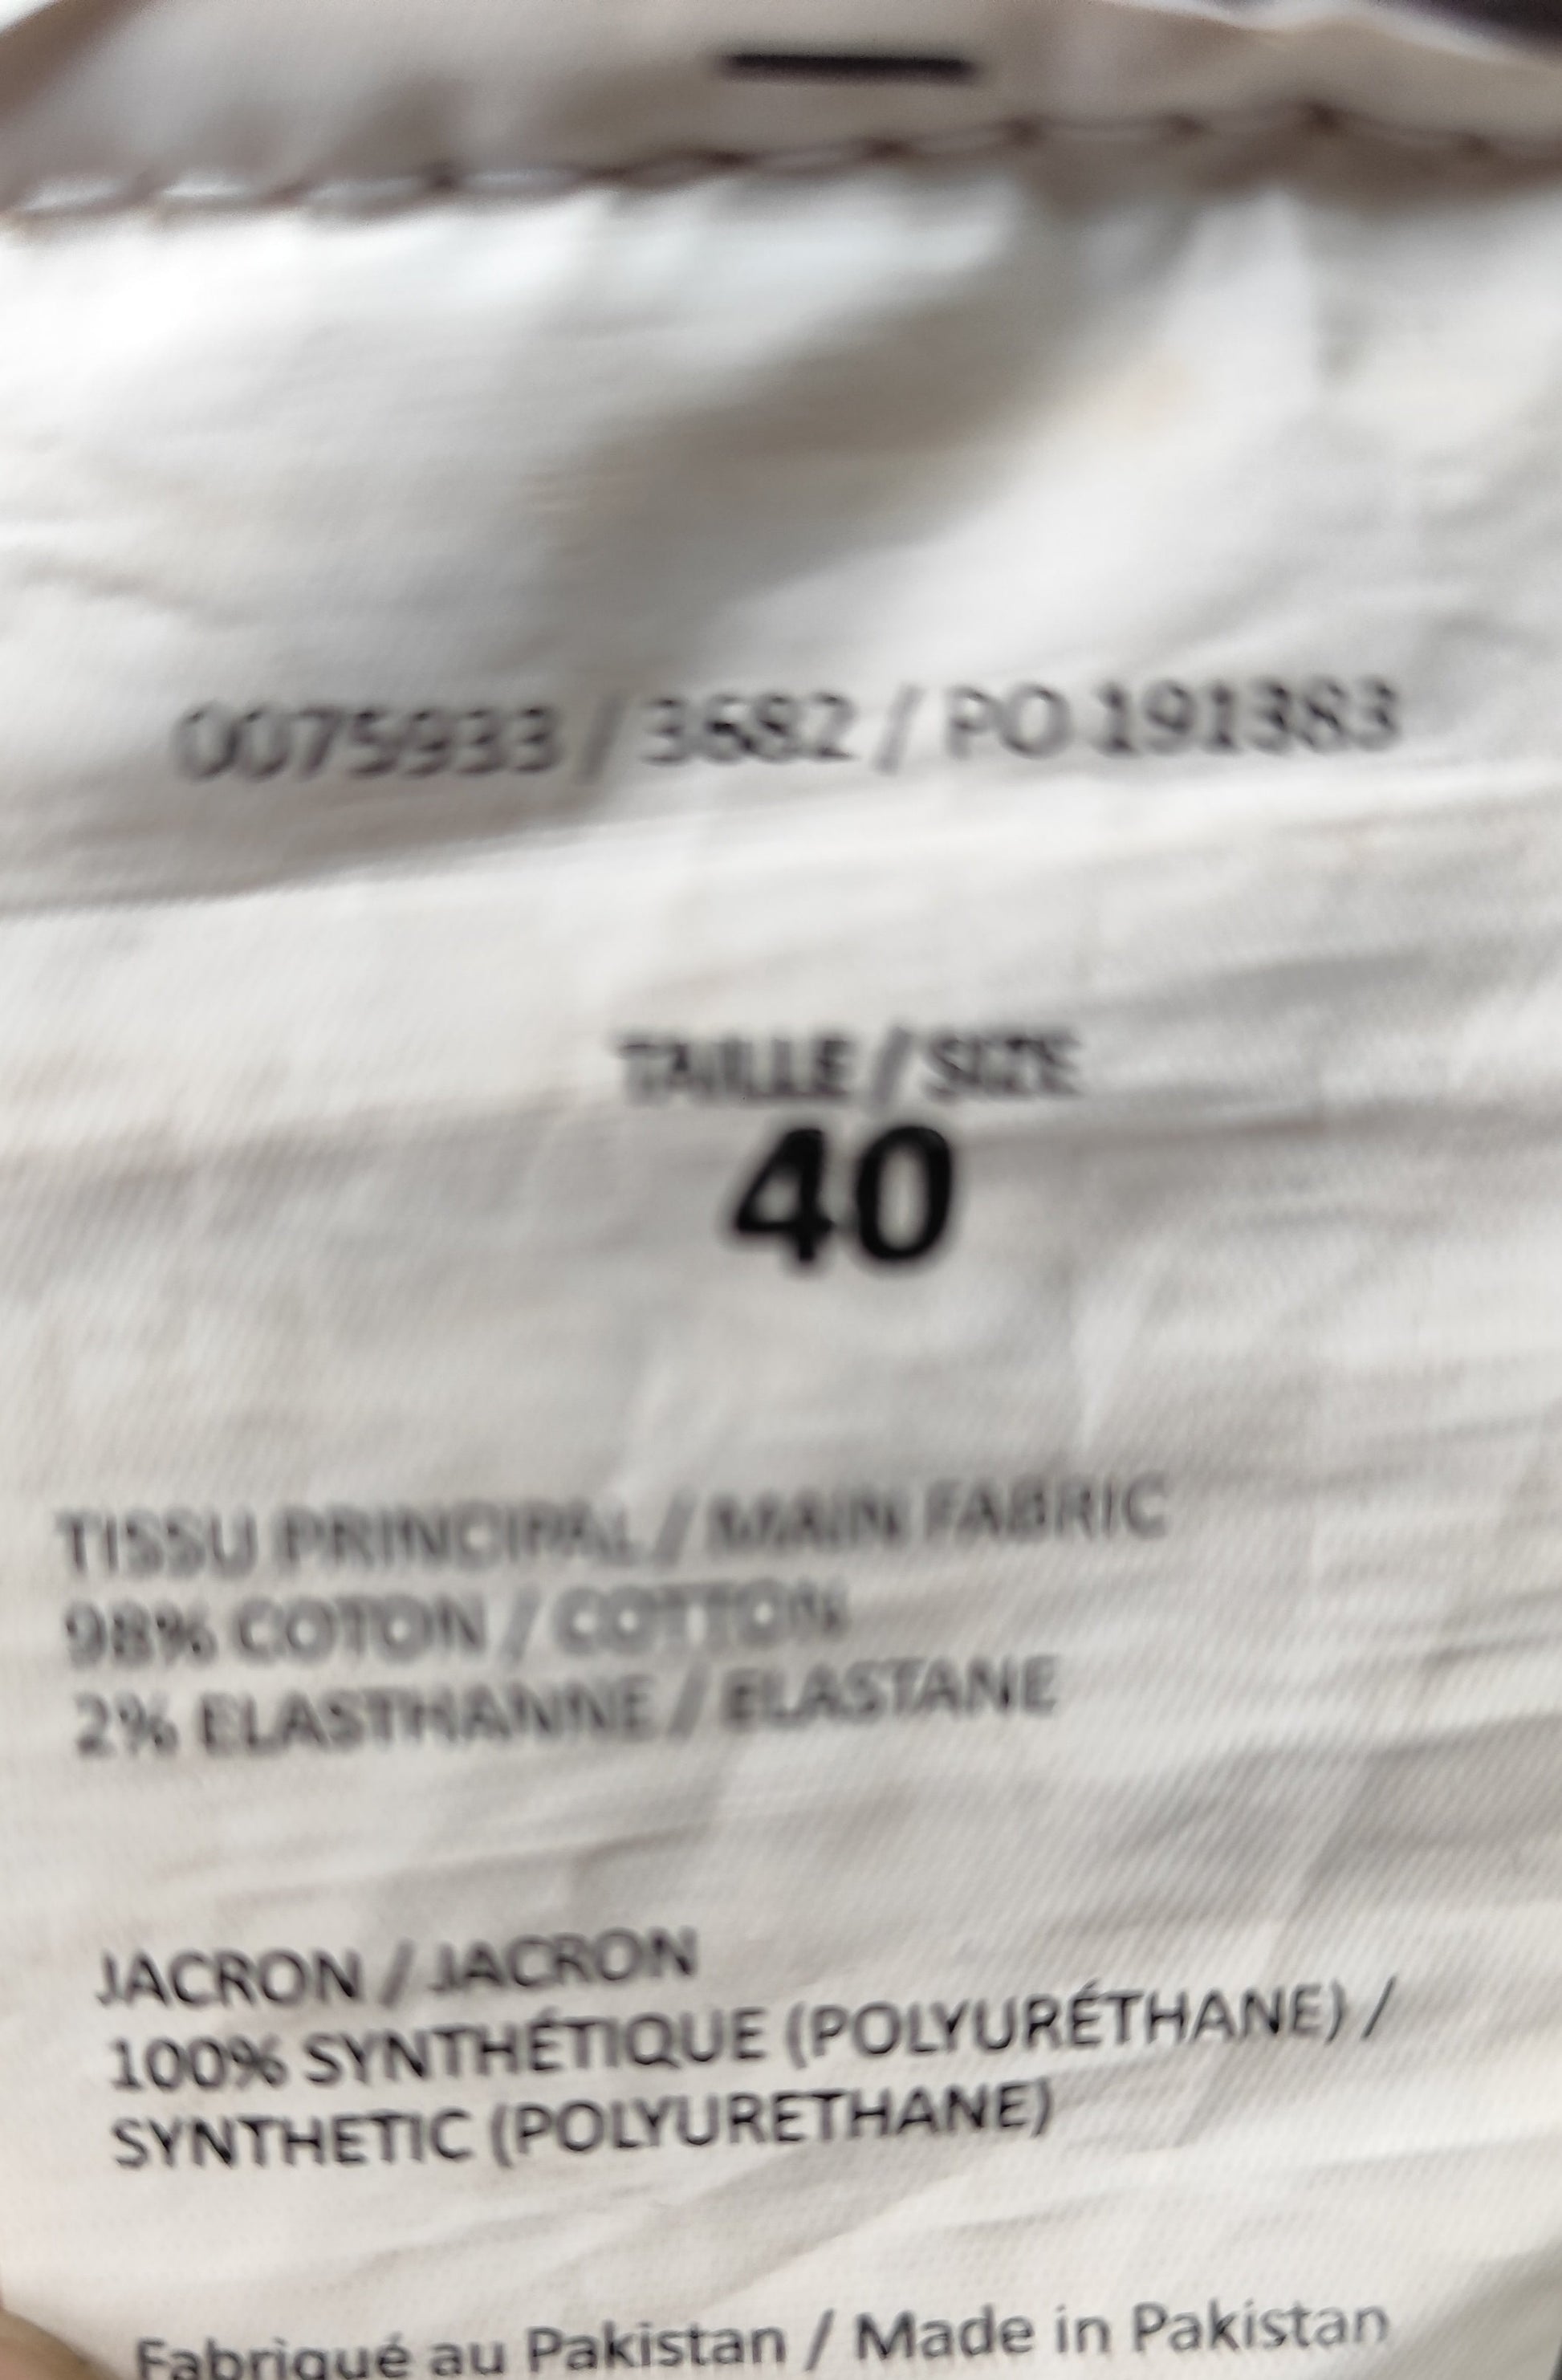 0075933 / 3682 / PO 191383
TAILLE / SIZE
40
TISSU PRINCIPAL / MAIN FABRIC
98% COTON / COTTON
2% ELASTHANNE / ELASTANE
JACRON / JACRON
100% SYNTHÉTIQUE (POLYURÉTHANE) /
SYNTHETIC (POLYURETHANE)
Fabriqué au Pakistan / Made in Pakistan